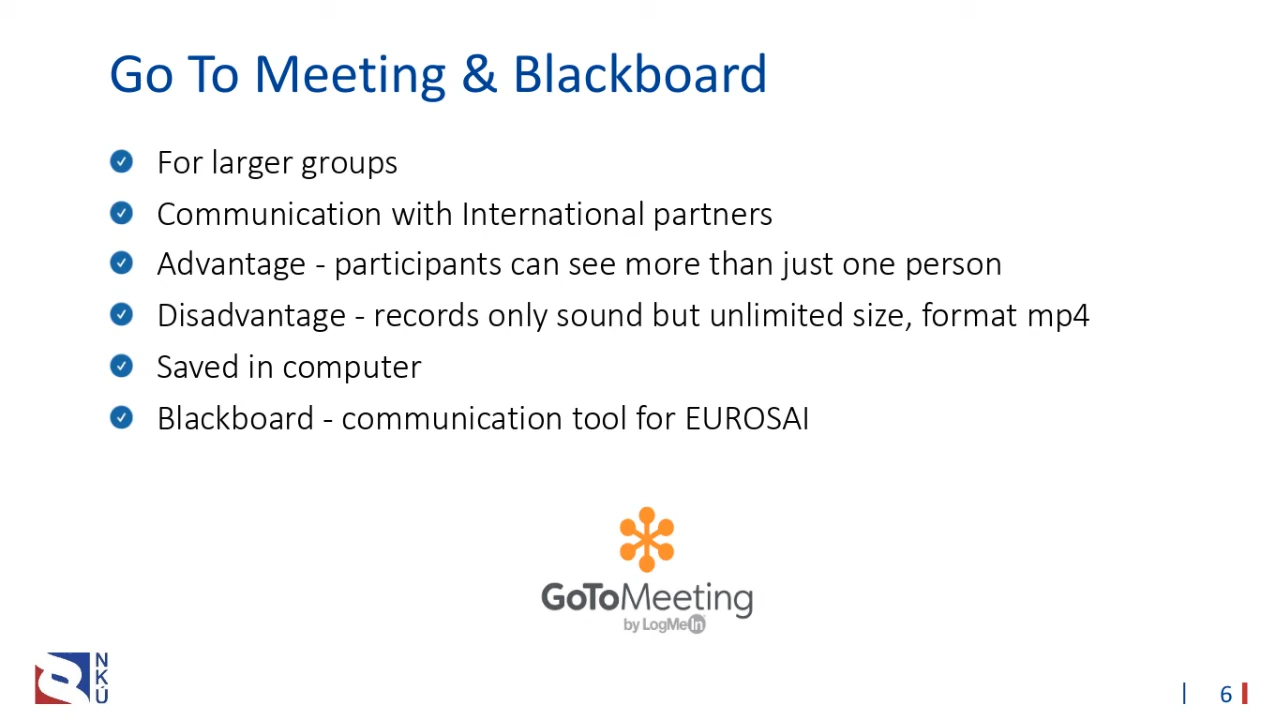 Go To Meeting & Blackboard
For larger groups
Communication with International partners
Advantage - participants can see more than just one person
Disadvantage - records only sound but unlimited size, format mp4
Saved in computer
Blackboard - communication tool for EUROSAI
GoToMeeting
by LogMeIn
N
K
Ú
6